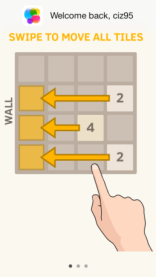 Welcome back, ciz95
SWIPE TO MOVE ALL TILES
WALL
2
4
2